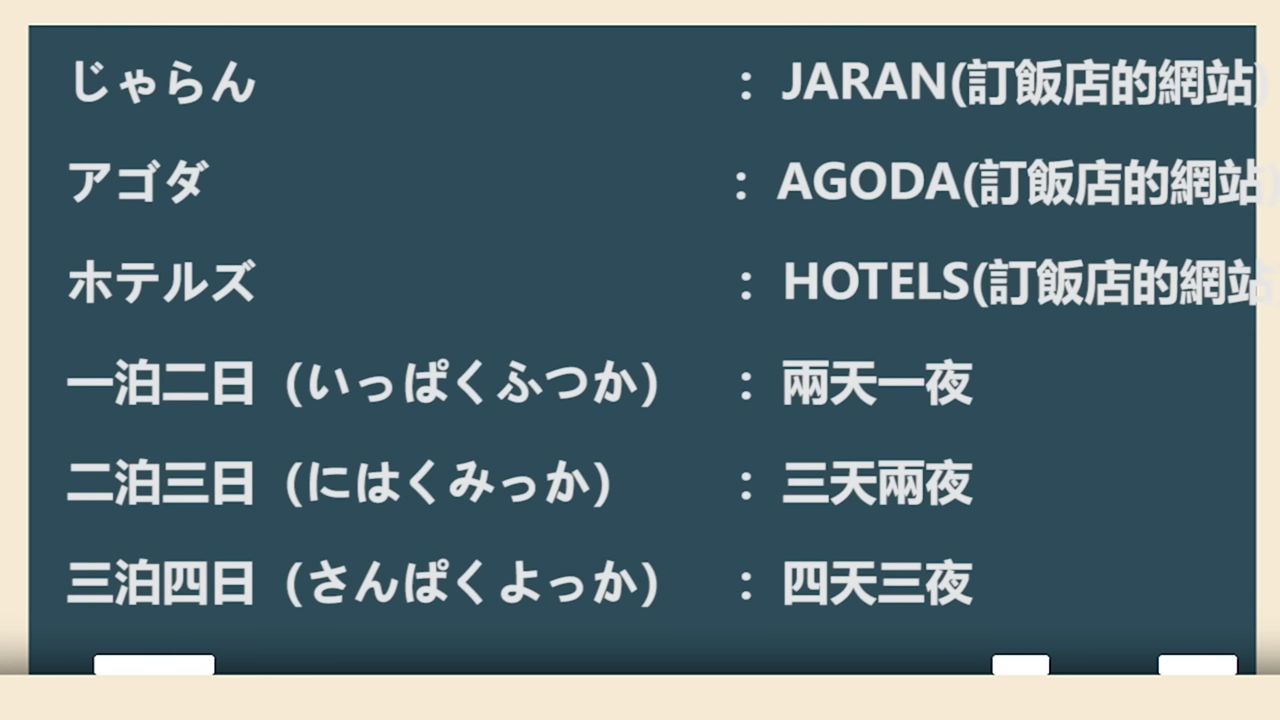 じゃらん : JARAN(訂飯店的網站)
アゴダ : AGODA(訂飯店的網站)
ホテルズ : HOTELS(訂飯店的網站
一泊二日 (いっぱくふつか) : 兩天一夜
二泊三日 (にはくみっか) : 三天兩夜
三泊四日 (さんぱくよっか) : 四天三夜